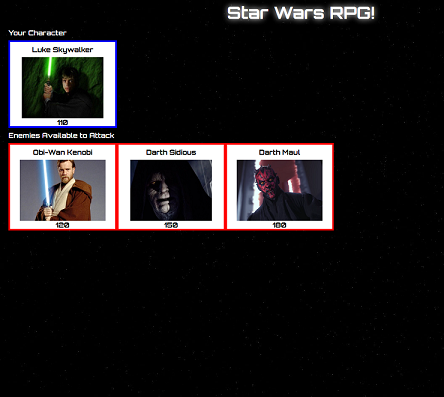 Star Wars RPG!
Your Character
Luke Skywalker
110
Enemies Available to Attack
Obi-Wan Kenobi
120
Darth Sidious
150
Darth Maul
180